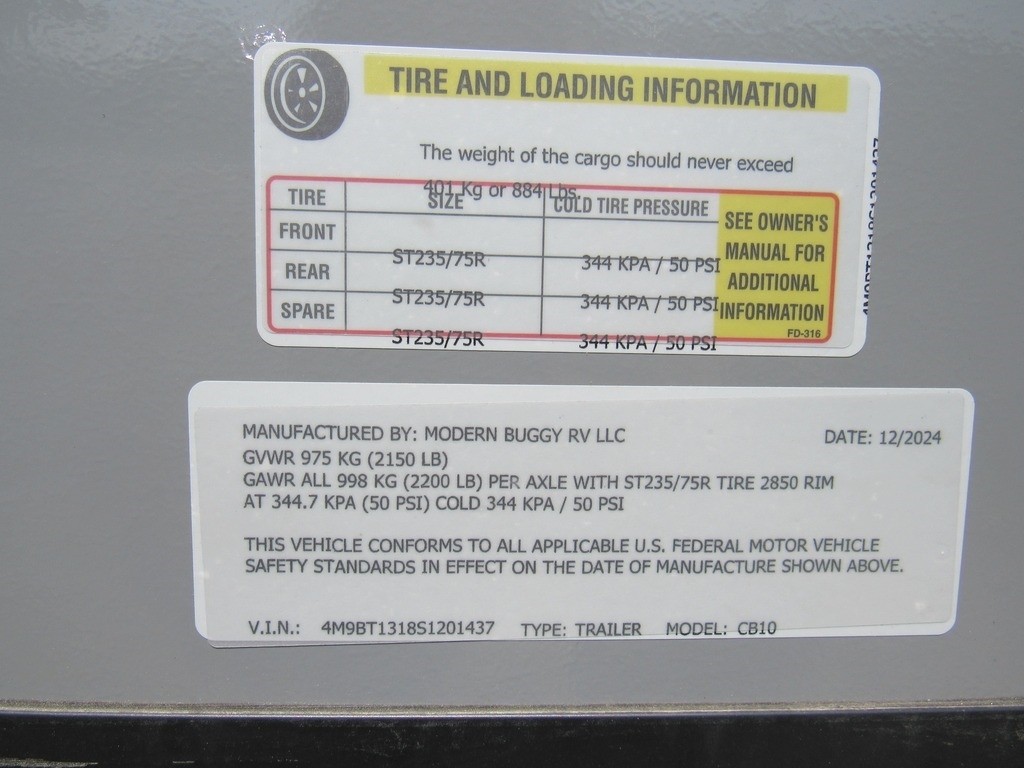 TIRE AND LOADING INFORMATION
The weight of the cargo should never exceed
401 Kg or 884 Lbs.
TIRE SIZE COLD TIRE PRESSURE
SEE OWNER'S
MANUAL FOR
ADDITIONAL
INFORMATION
FD-316
FRONT ST235/75R 344 KPA / 50 PSI
REAR ST235/75R 344 KPA / 50 PSI
SPARE ST235/75R 344 KPA / 50 PSI
4M9BT1318S1201437
MANUFACTURED BY: MODERN BUGGY RV LLC DATE: 12/2024
GVWR 975 KG (2150 LB)
GAWR ALL 998 KG (2200 LB) PER AXLE WITH ST235/75R TIRE 2850 RIM
AT 344.7 KPA (50 PSI) COLD 344 KPA / 50 PSI
THIS VEHICLE CONFORMS TO ALL APPLICABLE U.S. FEDERAL MOTOR VEHICLE
SAFETY STANDARDS IN EFFECT ON THE DATE OF MANUFACTURE SHOWN ABOVE.
V.I.N.: 4M9BT1318S1201437 TYPE: TRAILER MODEL: CB10